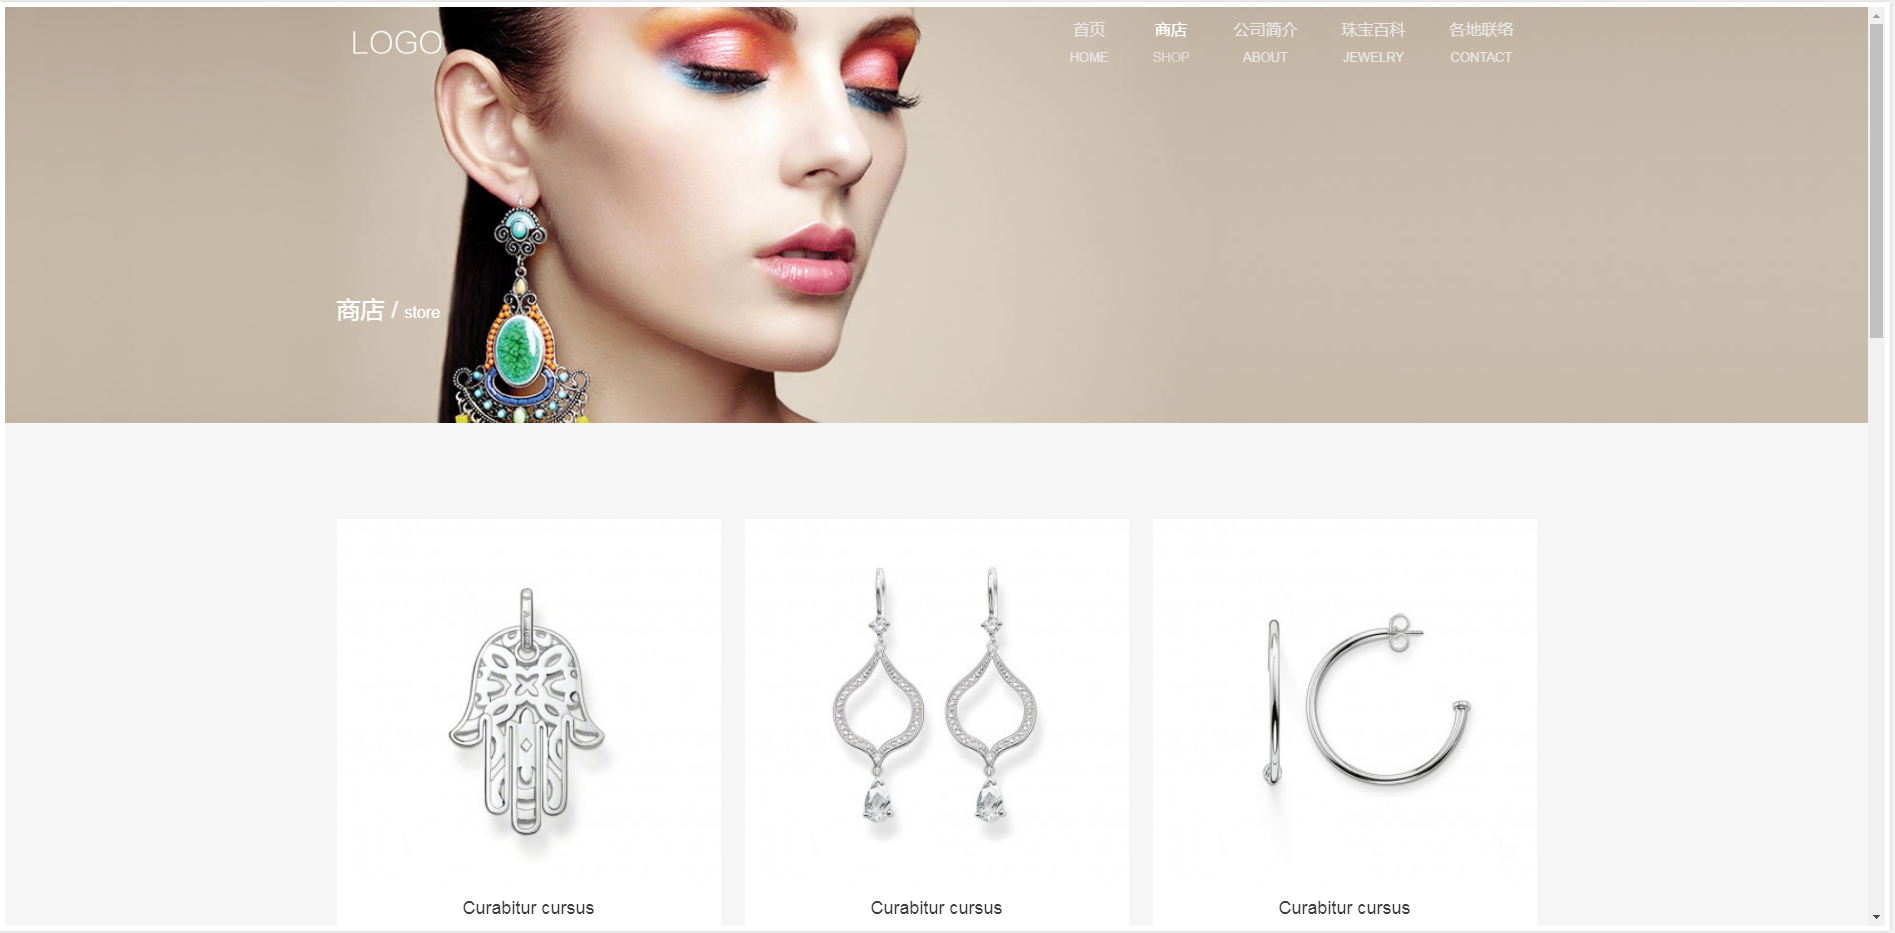 LOGO
首页 商店 公司简介 珠宝百科 各地联络
HOME SHOP ABOUT JEWELRY CONTACT
商店 / store
Curabitur cursus Curabitur cursus Curabitur cursus